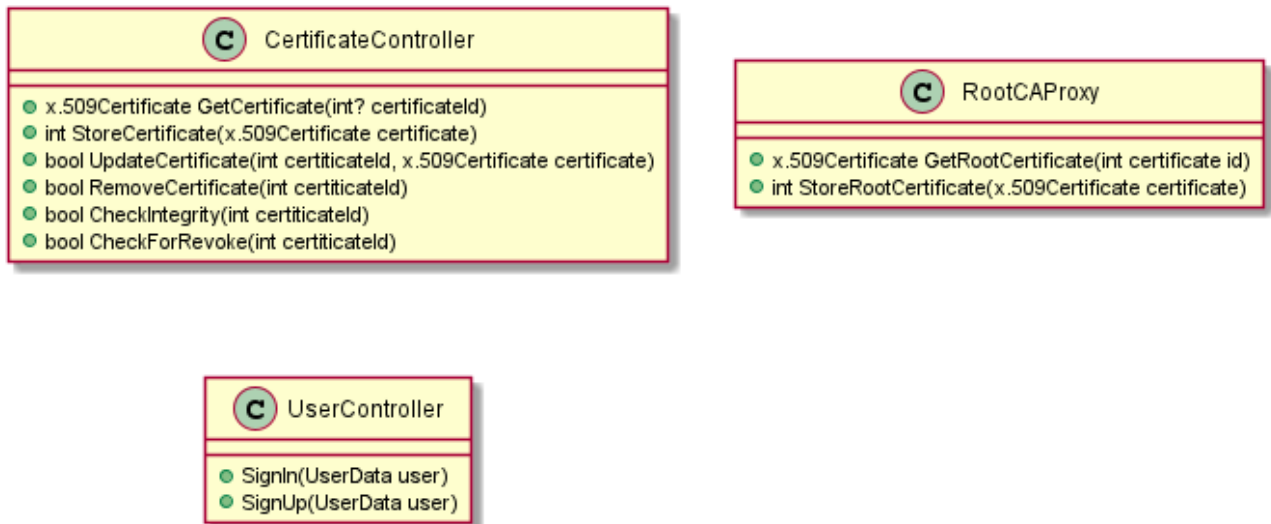 C CertificateController
x.509Certificate GetCertificate(int? certificateId)
int StoreCertificate(x.509Certificate certificate)
bool UpdateCertificate(int certiticateId, x.509Certificate certificate)
bool RemoveCertificate(int certiticateId)
bool CheckIntegrity(int certiticateId)
bool CheckForRevoke(int certiticateId)
C RootCAProxy
x.509Certificate GetRootCertificate(int certificate id)
int StoreRootCertificate(x.509Certificate certificate)
C UserController
SignIn(UserData user)
SignUp(UserData user)